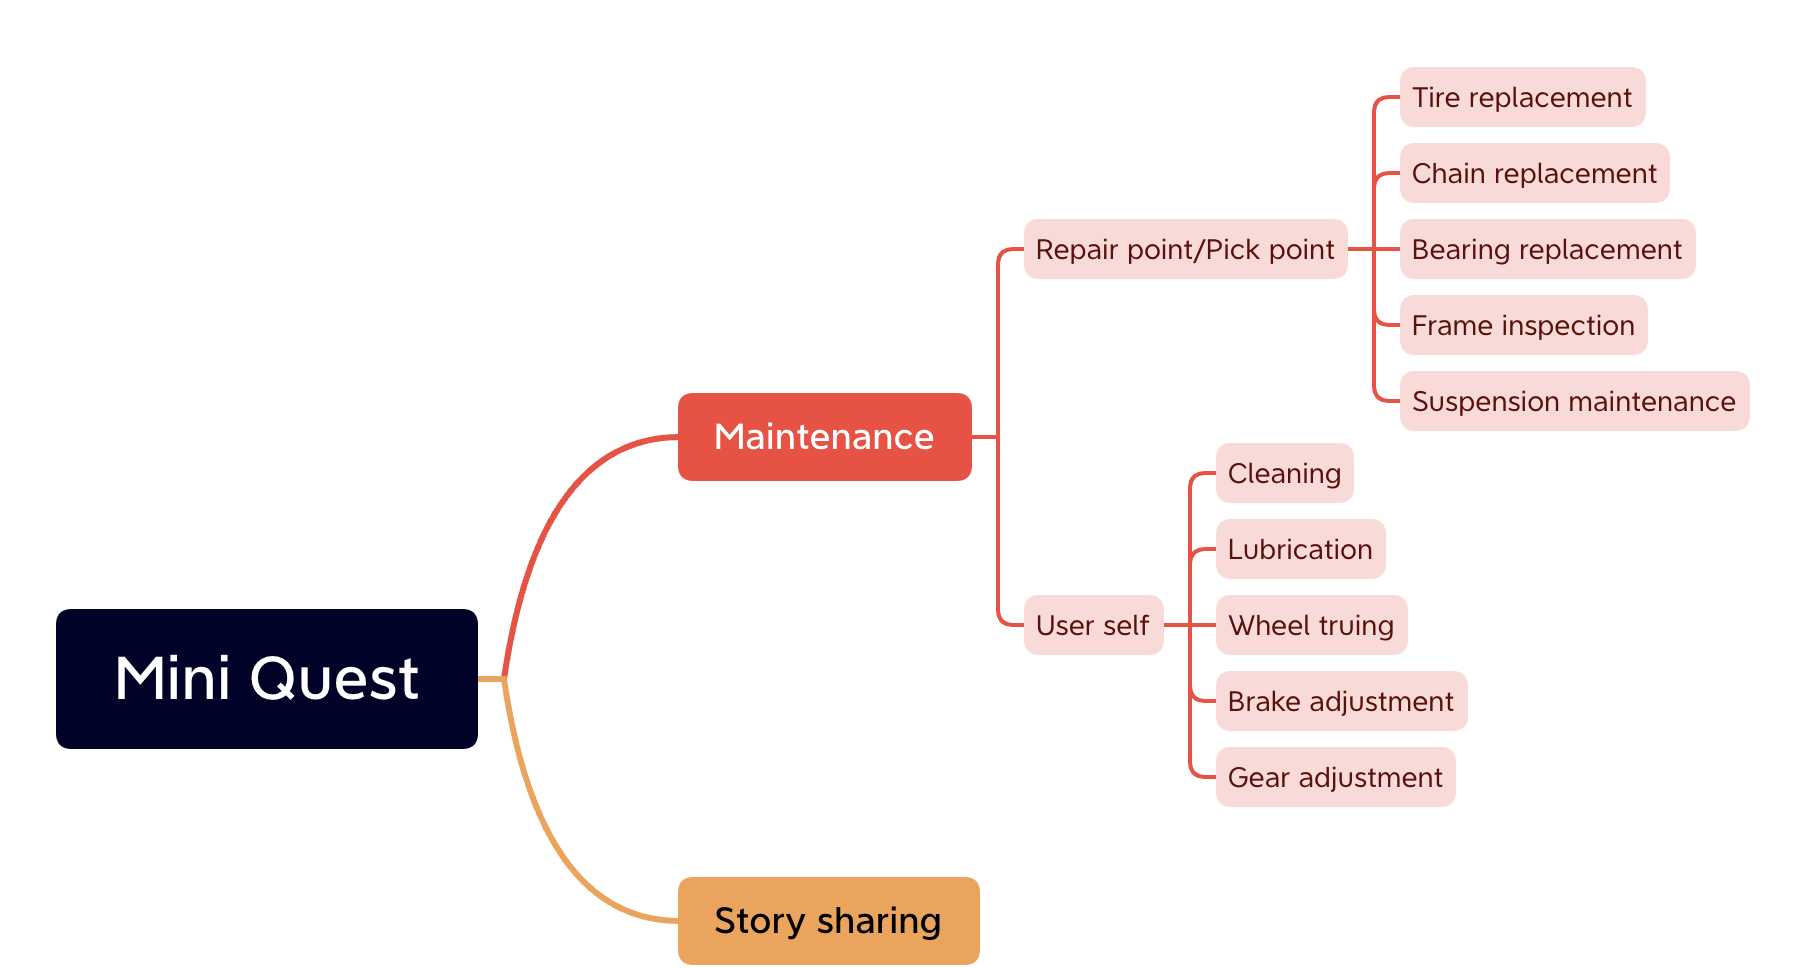 Mini Quest
Maintenance
Repair point/Pick point
Tire replacement
Chain replacement
Bearing replacement
Frame inspection
Suspension maintenance
User self
Cleaning
Lubrication
Wheel truing
Brake adjustment
Gear adjustment
Story sharing